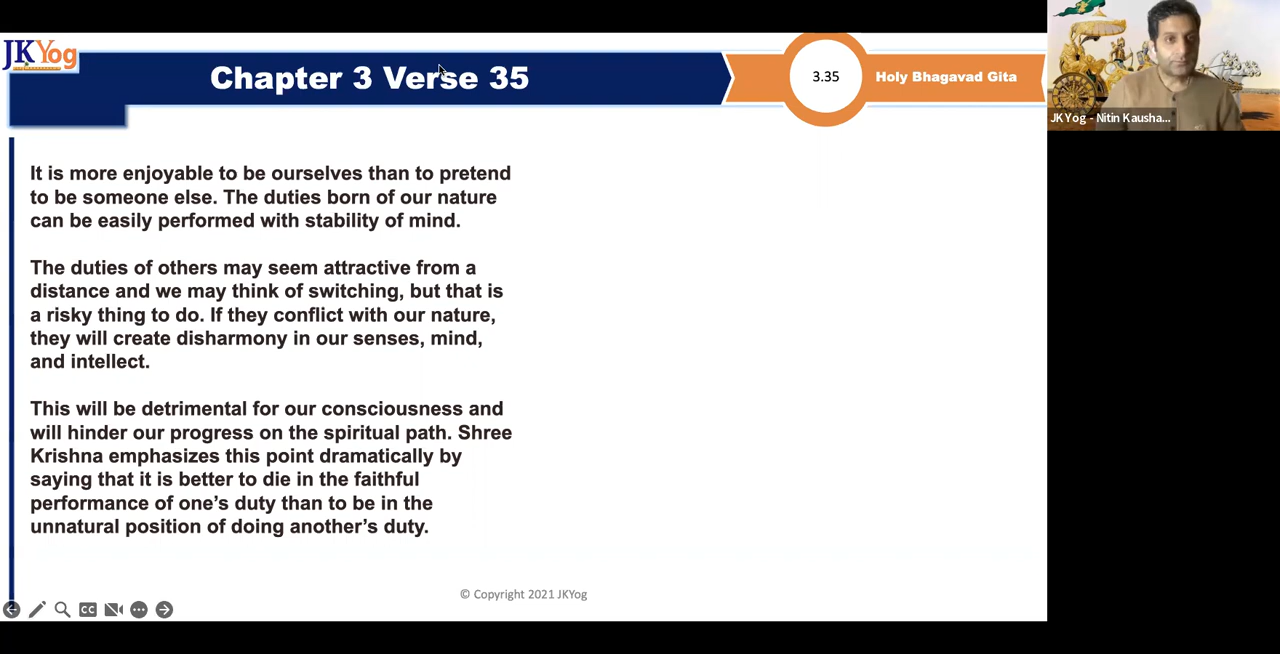 JKYog
Chapter 3 Verse 35
3.35
Holy Bhagavad Gita
JKYog - Nitin Kausha...
It is more enjoyable to be ourselves than to pretend
to be someone else. The duties born of our nature
can be easily performed with stability of mind.
The duties of others may seem attractive from a
distance and we may think of switching, but that is
a risky thing to do. If they conflict with our nature,
they will create disharmony in our senses, mind,
and intellect.
This will be detrimental for our consciousness and
will hinder our progress on the spiritual path. Shree
Krishna emphasizes this point dramatically by
saying that it is better to die in the faithful
performance of one’s duty than to be in the
unnatural position of doing another’s duty.
© Copyright 2021 JKYog
CC